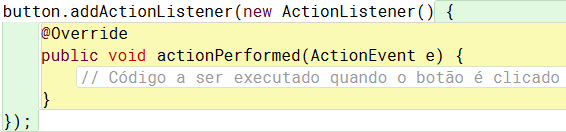 button.addActionListener(new ActionListener() {
@Override
public void actionPerformed(ActionEvent e) {
// Código a ser executado quando o botão é clicado
}
});